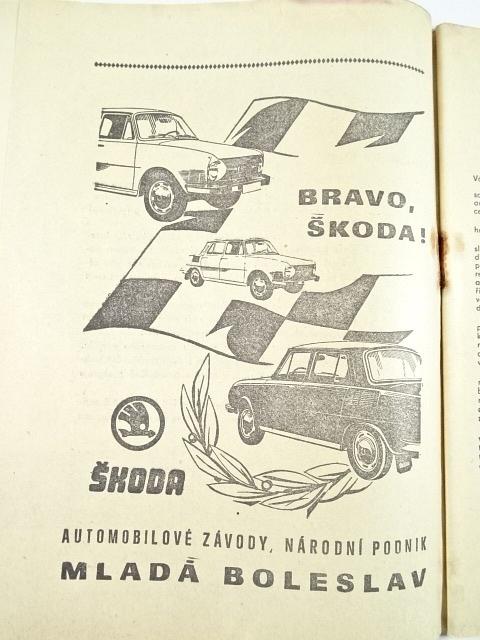 BRAVO,
ŠKODA!
ŠKODA
AUTOMOBILOVÉ ZÁVODY, NÁRODNÍ PODNIK
MLADÁ BOLESLAV